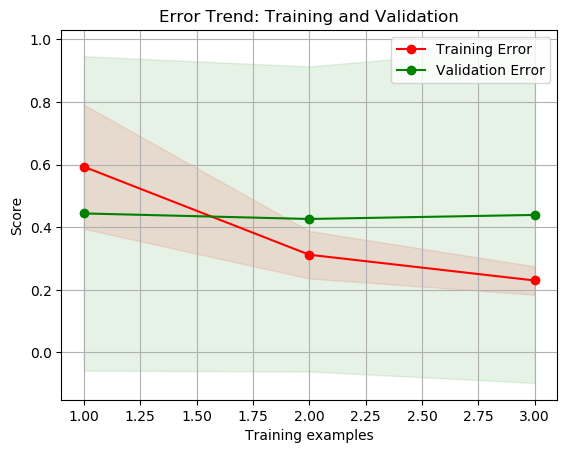 Error Trend: Training and Validation
Training Error
Validation Error
1.0
0.8
0.6
0.4
0.2
0.0
Score
1.00 1.25 1.50 1.75 2.00 2.25 2.50 2.75 3.00
Training examples